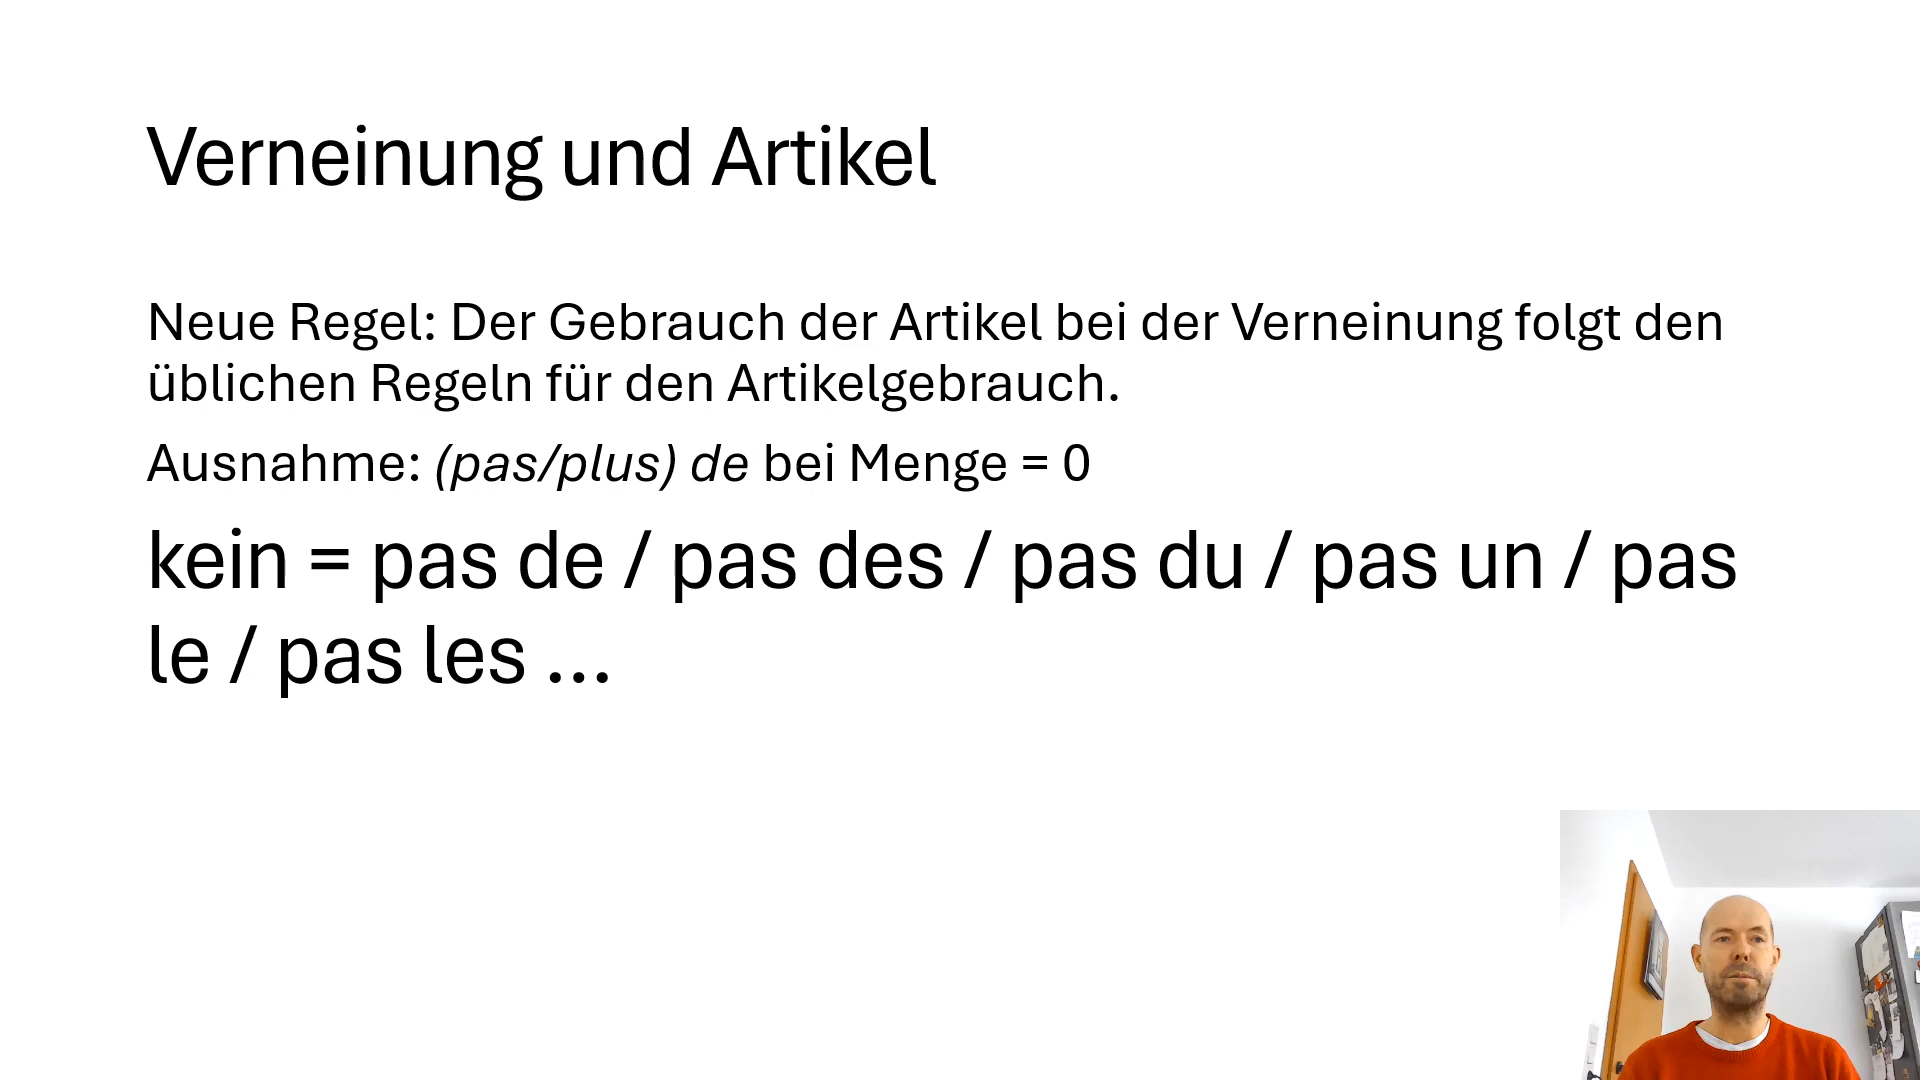 Verneinung und Artikel
Neue Regel: Der Gebrauch der Artikel bei der Verneinung folgt den
üblichen Regeln für den Artikelgebrauch.
Ausnahme: (pas/plus) de bei Menge = 0
kein = pas de / pas des / pas du / pas un / pas
le / pas les ...